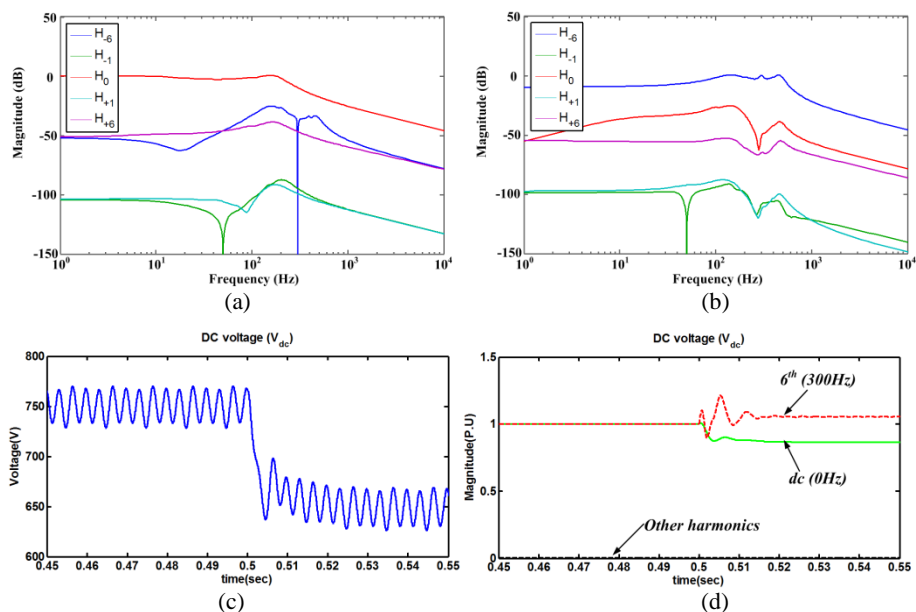 50
0
-50
-100
-150
Magnitude (dB)
H-6
H-1
H0
H+1
H+6
10^0
10^1
10^2
10^3
10^4
Frequency (Hz)
(a)
50
0
-50
-100
-150
Magnitude (dB)
H-6
H-1
H0
H+1
H+6
10^0
10^1
10^2
10^3
10^4
Frequency (Hz)
(b)
DC voltage (Vdc)
800
750
700
650
600
Voltage(V)
0.45
0.46
0.47
0.48
0.49
0.5
0.51
0.52
0.53
0.54
0.55
time(sec)
(c)
DC voltage (Vdc)
1.5
1
0.5
0
Magnitude(P.U)
6th (300Hz)
dc (0Hz)
Other harmonics
0.45
0.46
0.47
0.48
0.49
0.5
0.51
0.52
0.53
0.54
0.55
time(sec)
(d)